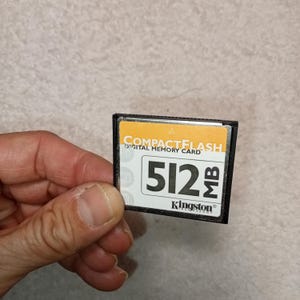 COMPACTFLASH
DIGITAL MEMORY CARD
512 MB
Kingston